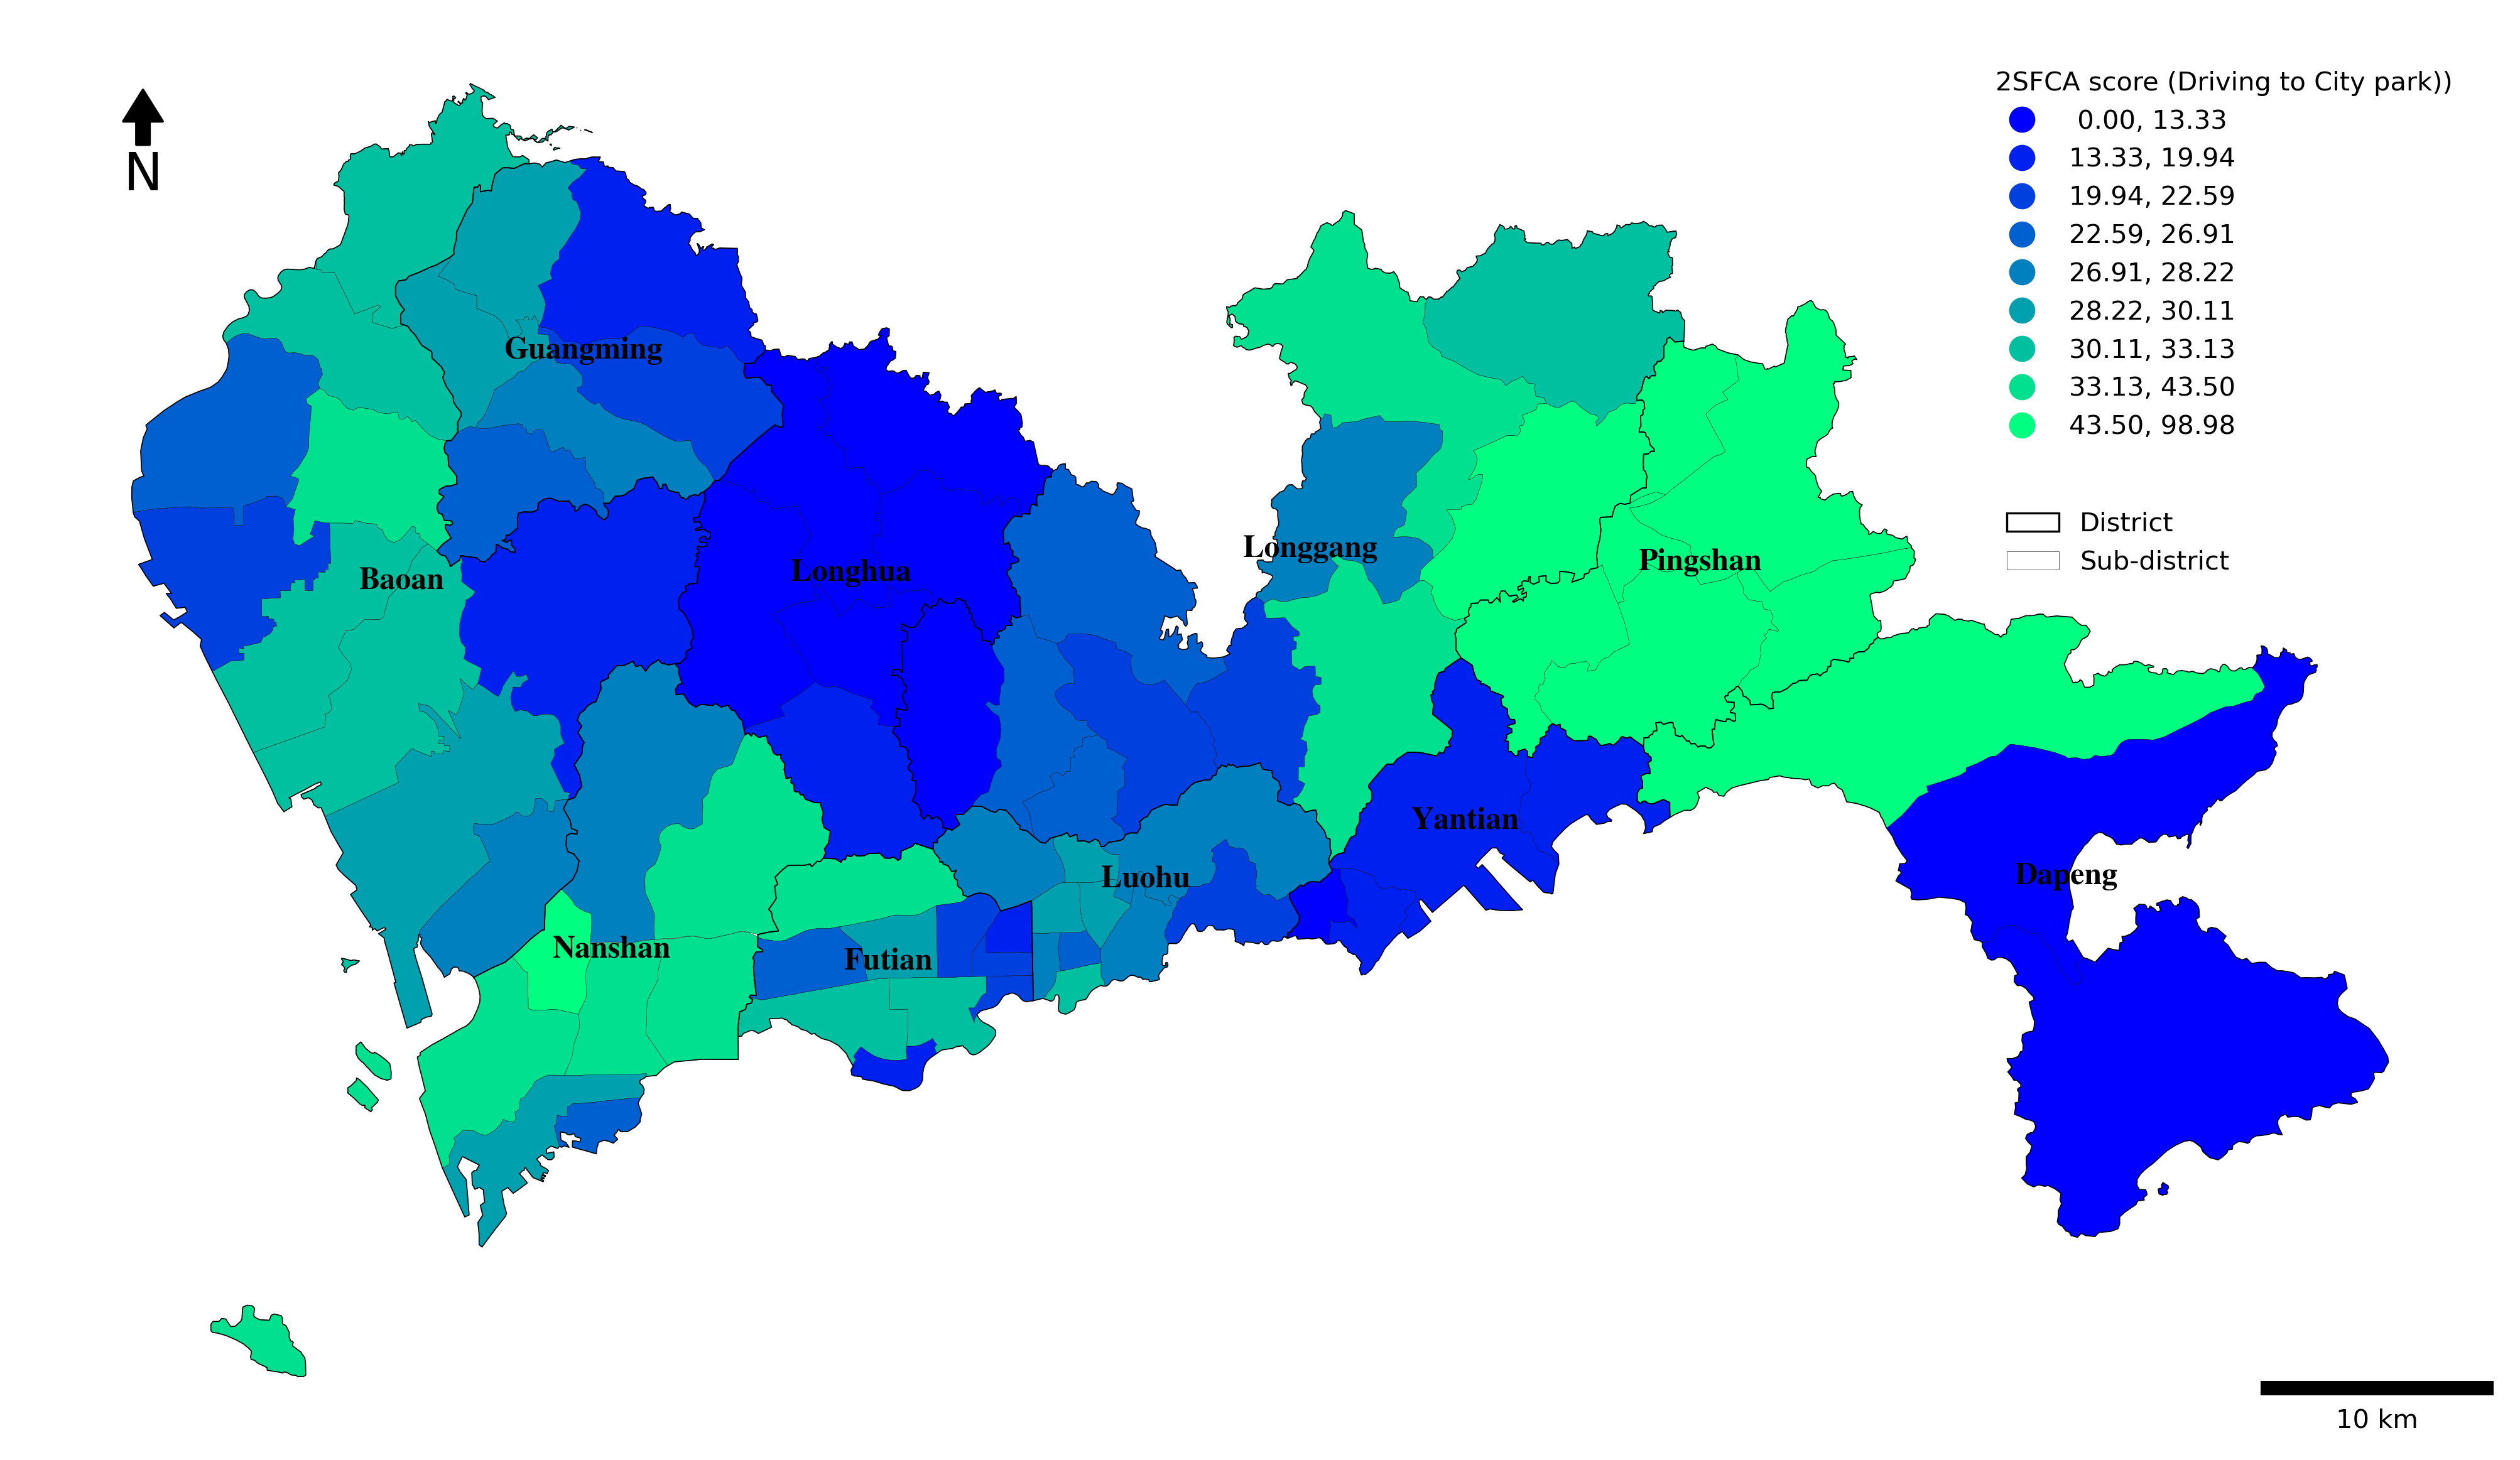 2SFCA score (Driving to City park))
0.00, 13.33
13.33, 19.94
19.94, 22.59
22.59, 26.91
26.91, 28.22
28.22, 30.11
30.11, 33.13
33.13, 43.50
43.50, 98.98
District
Sub-district
N
Guangming
Baoan
Longhua
Longgang
Pingshan
Yantian
Luohu
Dapeng
Nanshan
Futian
10 km